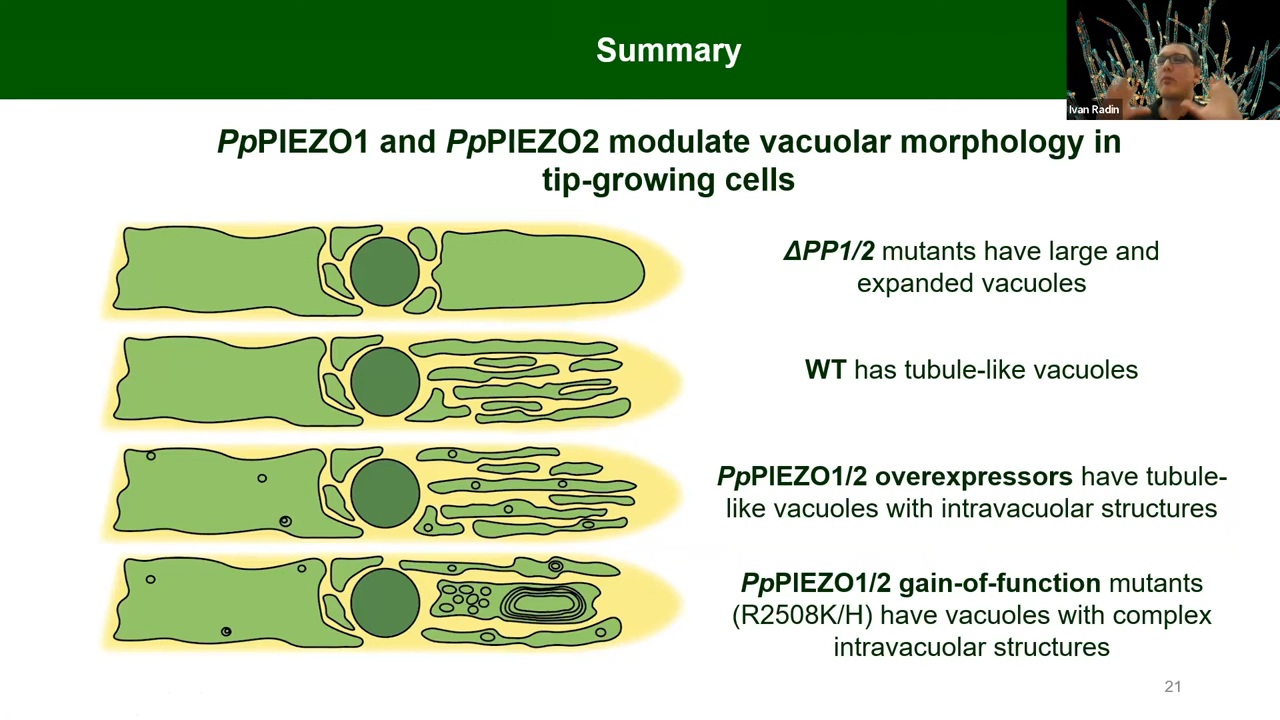 Summary
Ivan Radin
PpPIEZO1 and PpPIEZO2 modulate vacuolar morphology in
tip-growing cells
ΔPP1/2 mutants have large and
expanded vacuoles
WT has tubule-like vacuoles
PpPIEZO1/2 overexpressors have tubule-
like vacuoles with intravacuolar structures
PpPIEZO1/2 gain-of-function mutants
(R2508K/H) have vacuoles with complex
intravacuolar structures
21